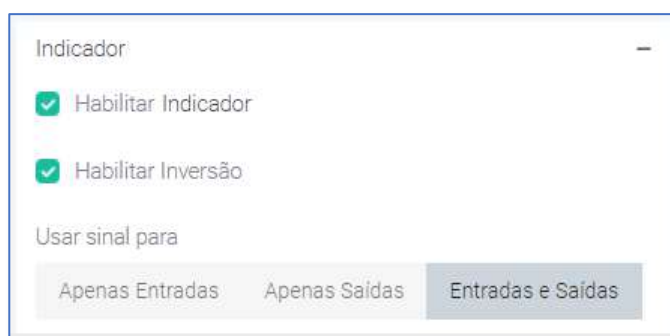 Indicador
Habilitar Indicador
Habilitar Inversão
Usar sinal para
Apenas Entradas Apenas Saídas Entradas e Saídas